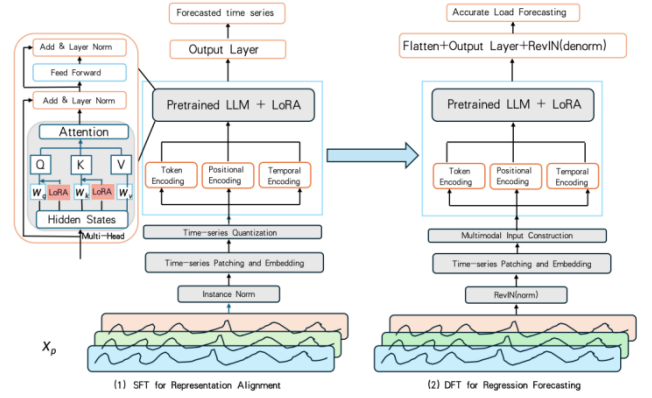 Forecasted time series
Output Layer
Pretrained LLM + LoRA
Token
Encoding
Positional
Encoding
Temporal
Encoding
Time-series Quantization
Time-series Patching and Embedding
Instance Norm
Add & Layer Norm
Feed Forward
Add & Layer Norm
Attention
Q
K
V
Wq
LoRA
Wk
LoRA
Wv
Hidden States
Multi-Head
Xp
(1) SFT for Representation Alignment
Accurate Load Forecasting
Flatten+Output Layer+RevIN(denorm)
Pretrained LLM + LoRA
Token
Encoding
Positional
Encoding
Temporal
Encoding
Multimodal Input Construction
Time-series Patching and Embedding
RevIN(norm)
(2) DFT for Regression Forecasting